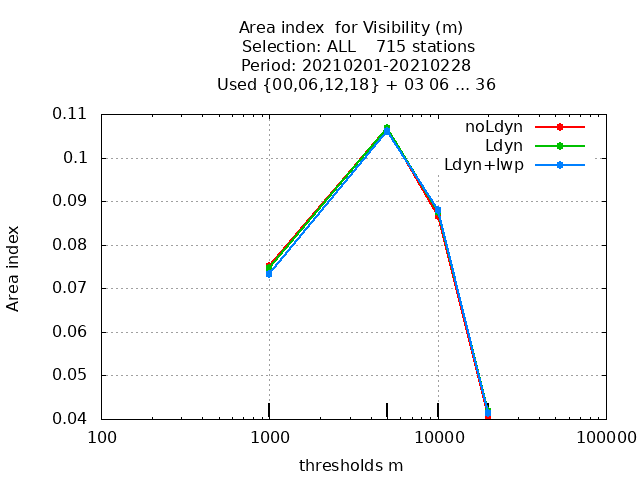 Area index  for Visibility (m)
Selection: ALL    715 stations
Period: 20210201-20210228
Used {00,06,12,18} + 03 06 ... 36
noLdyn
Ldyn
Ldyn+lwp
Area index
0.11
0.1
0.09
0.08
0.07
0.06
0.05
0.04
100 1000 10000 100000
thresholds m